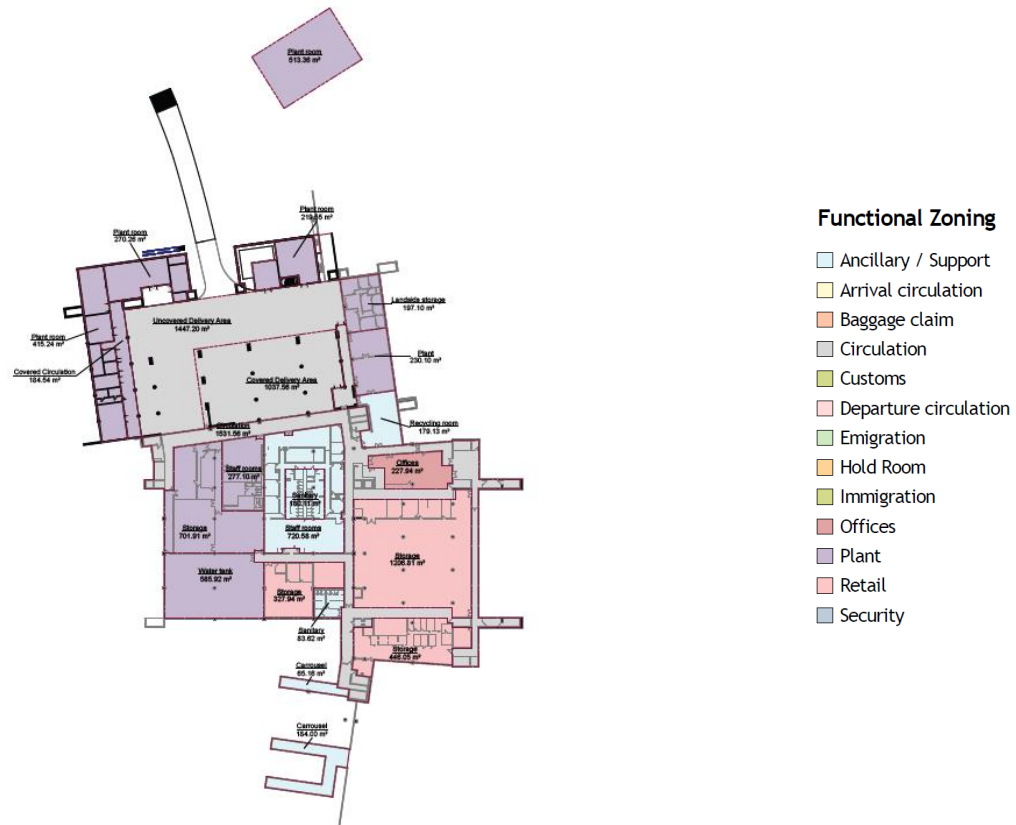 Plant room
513.36 m²
Plant room
Plant room
270.26 m²
Functional Zoning
Ancillary / Support
Arrival circulation
Baggage claim
Circulation
Customs
Departure circulation
Emigration
Hold Room
Immigration
Offices
Plant
Retail
Security
Landside storage
197.10 m²
Uncovered Delivery Area
1447.20 m²
Plant room
415.24 m²
Plant
230.10 m²
Covered Circulation
184.54 m²
Covered Delivery Area
1037.56 m²
Recycling room
179.13 m²
Circulation
1531.56 m²
Offices
227.94 m²
Staff rooms
277.10 m²
Sanitary
Storage
701.91 m²
Staff rooms
720.58 m²
Storage
1206.81 m²
Water tank
585.92 m²
Storage
327.94 m²
Sanitary
83.62 m²
Storage
446.05 m²
Carrousel
65.16 m²
Carrousel
184.00 m²